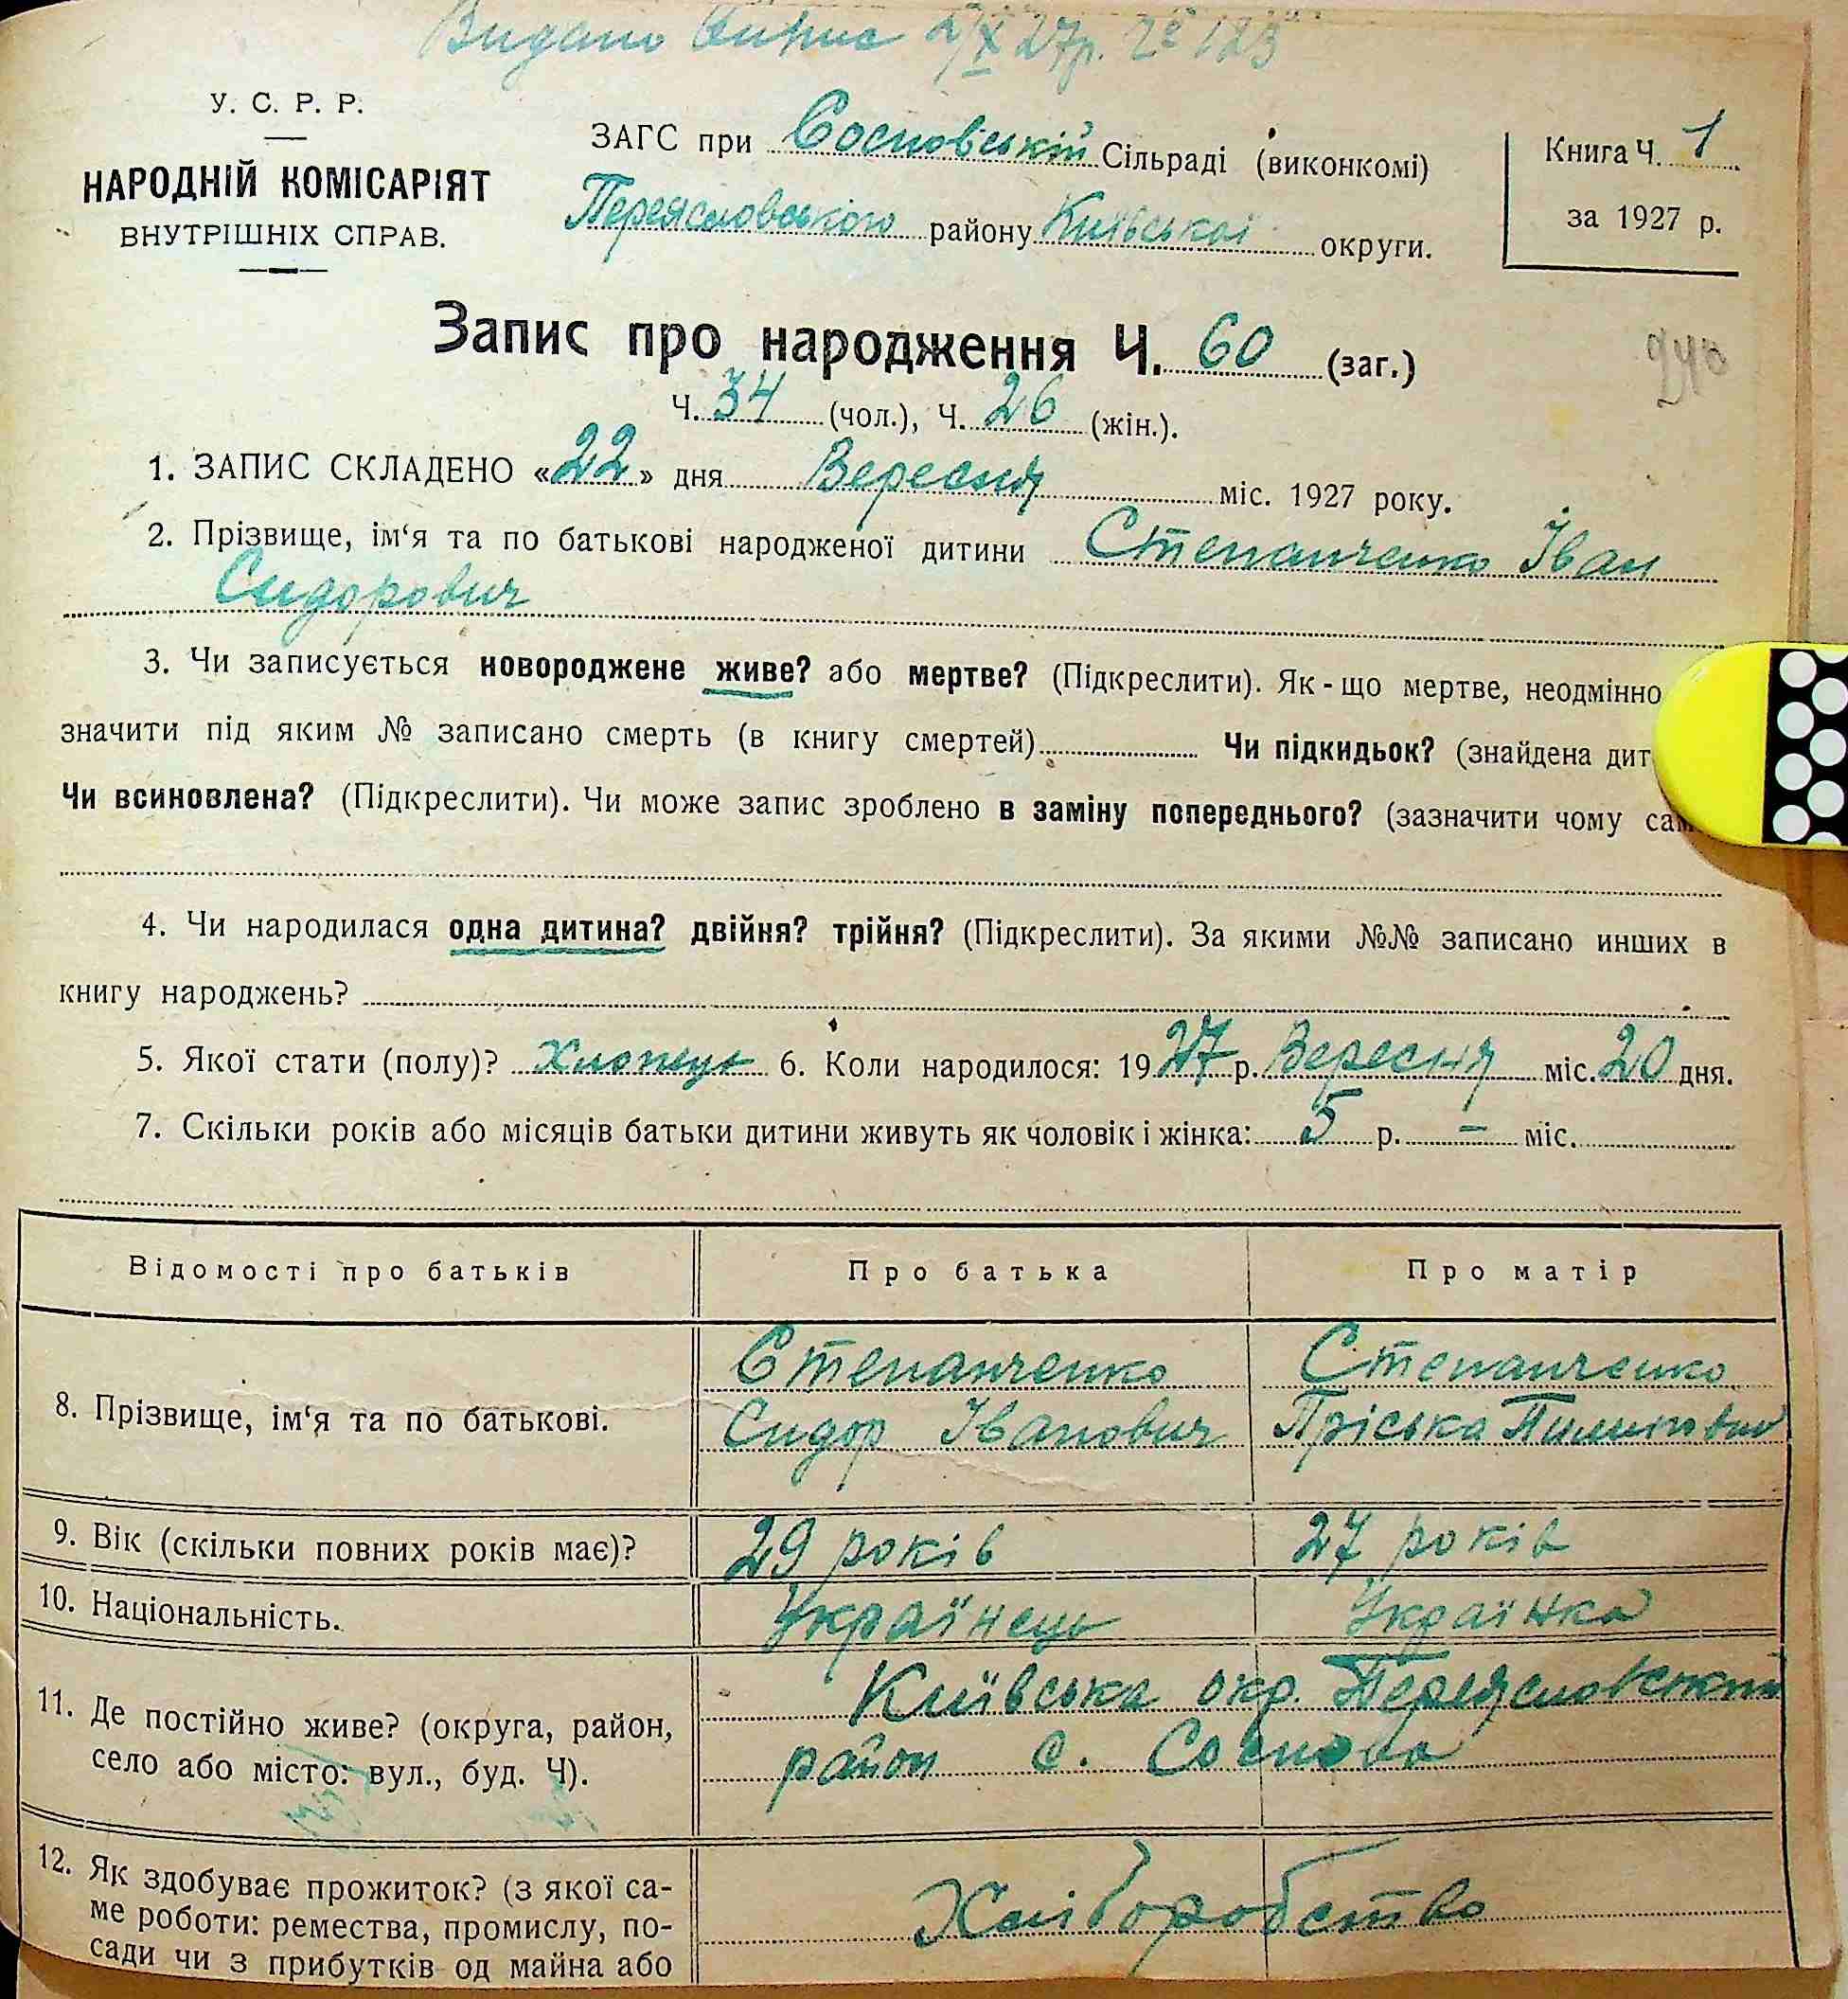 Видано Випис 2/X 27р. № 123
У. С. Р. Р.
НАРОДНІЙ КОМІСАРІЯТ
ВНУТРІШНІХ СПРАВ.
ЗАГС при Сосновській Сільраді (виконкомі)
Переясловського району Київської округи.
Книга Ч. 1
за 1927 р.
Запис про народження Ч. 60 (заг.)
Ч. 34 (чол.), Ч. 26 (жін.).
1. ЗАПИС СКЛАДЕНО «22» дня Вересня міс. 1927 року.
2. Прізвище, ім‘я та по батькові народженої дитини Степанченко Іван
Сидорович
3. Чи записується новороджене живе? або мертве? (Підкреслити). Як-що мертве, неодмінно
значити під яким № записано смерть (в книгу смертей) Чи підкидьок? (знайдена дит
Чи всиновлена? (Підкреслити). Чи може запис зроблено в заміну попереднього? (зазначити чому сам
4. Чи народилася одна дитина? двійня? трійня? (Підкреслити). За якими №№ записано инших в
книгу народжень?
5. Якої стати (полу)? Хлопець 6. Коли народилося: 1927 р. Вересня міс. 20 дня.
7. Скільки років або місяців батьки дитини живуть як чоловік і жінка: 5 р. – міс.
Відомості про батьків Про батька Про матір
8. Прізвище, ім‘я та по батькові.
Степанченко Степанченко
Сидор Іванович Пріська Пилиповна
9. Вік (скільки повних років має)? 29 років 27 років
10. Національність. Українець Українка
11. Де постійно живе? (округа, район,
село або місто: вул., буд. Ч).
Київська окр. Переясловський
район с. Соснова
12. Як здобуває прожиток? (з якої са-
ме роботи: ремества, промислу, по-
сади чи з прибутків од майна або
Хліборобство